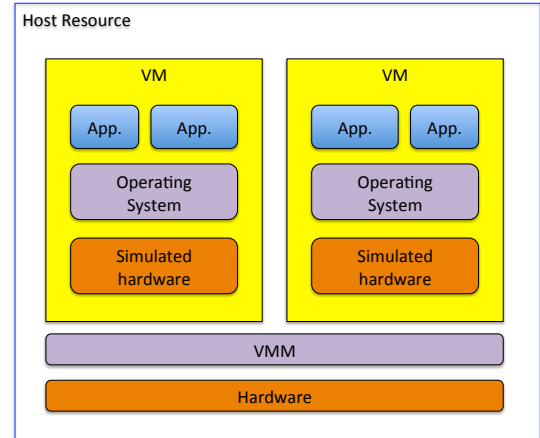 Host Resource
VM
VM
App.
App.
App.
App.
Operating
System
Operating
System
Simulated
hardware
Simulated
hardware
VMM
Hardware